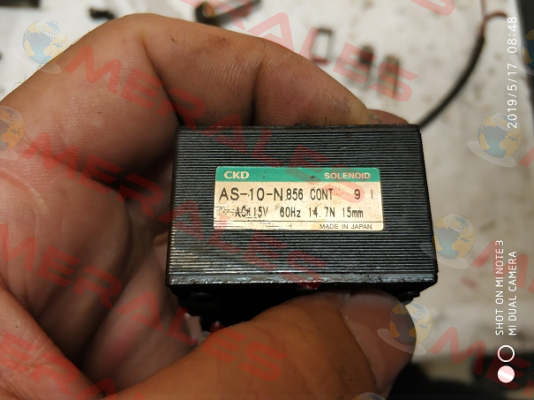 CKD SOLENOID
AS-10-N 856 CONT 9 I
AC115V 60Hz 14.7N 15mm
MADE IN JAPAN
MERALES
2019/5/17 08:48
SHOT ON MI NOTE 3
MI DUAL CAMERA